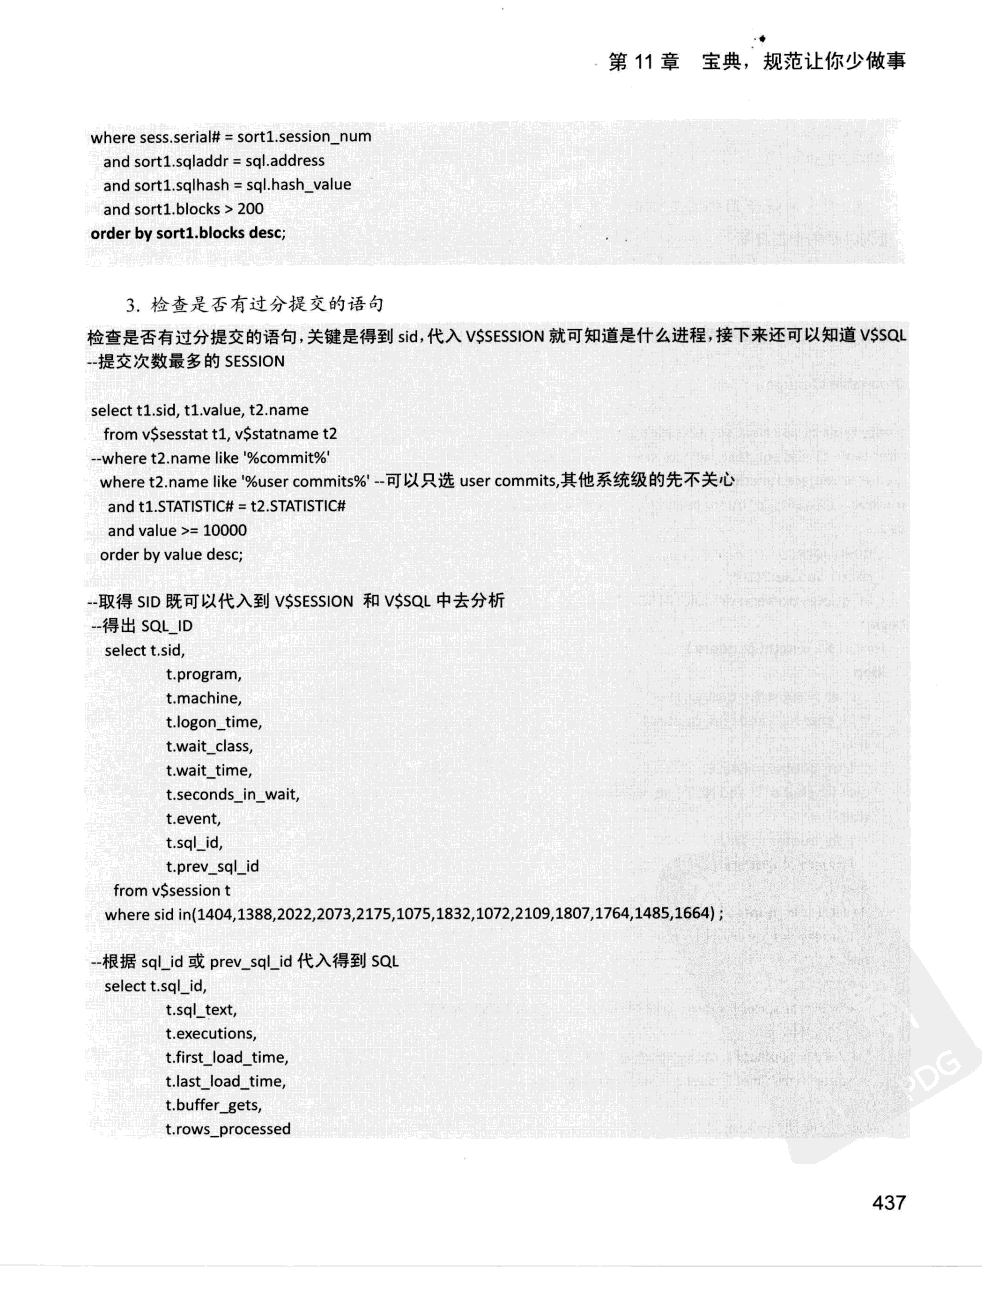 第 11 章　宝典，规范让你少做事
where sess.serial# = sort1.session_num
and sort1.sqladdr = sql.address
and sort1.sqlhash = sql.hash_value
and sort1.blocks > 200
order by sort1.blocks desc;
3. 检查是否有过分提交的语句
检查是否有过分提交的语句,关键是得到 sid,代入 V$SESSION 就可知道是什么进程,接下来还可以知道 V$SQL
--提交次数最多的 SESSION
select t1.sid, t1.value, t2.name
from v$sesstat t1, v$statname t2
--where t2.name like '%commit%'
where t2.name like '%user commits%' --可以只选 user commits,其他系统级的先不关心
and t1.STATISTIC# = t2.STATISTIC#
and value >= 10000
order by value desc;
--取得 SID 既可以代入到 V$SESSION 和 V$SQL 中去分析
--得出 SQL_ID
select t.sid,
t.program,
t.machine,
t.logon_time,
t.wait_class,
t.wait_time,
t.seconds_in_wait,
t.event,
t.sql_id,
t.prev_sql_id
from v$session t
where sid in(1404,1388,2022,2073,2175,1075,1832,1072,2109,1807,1764,1485,1664) ;
--根据 sql_id 或 prev_sql_id 代入得到 SQL
select t.sql_id,
t.sql_text,
t.executions,
t.first_load_time,
t.last_load_time,
t.buffer_gets,
t.rows_processed
437